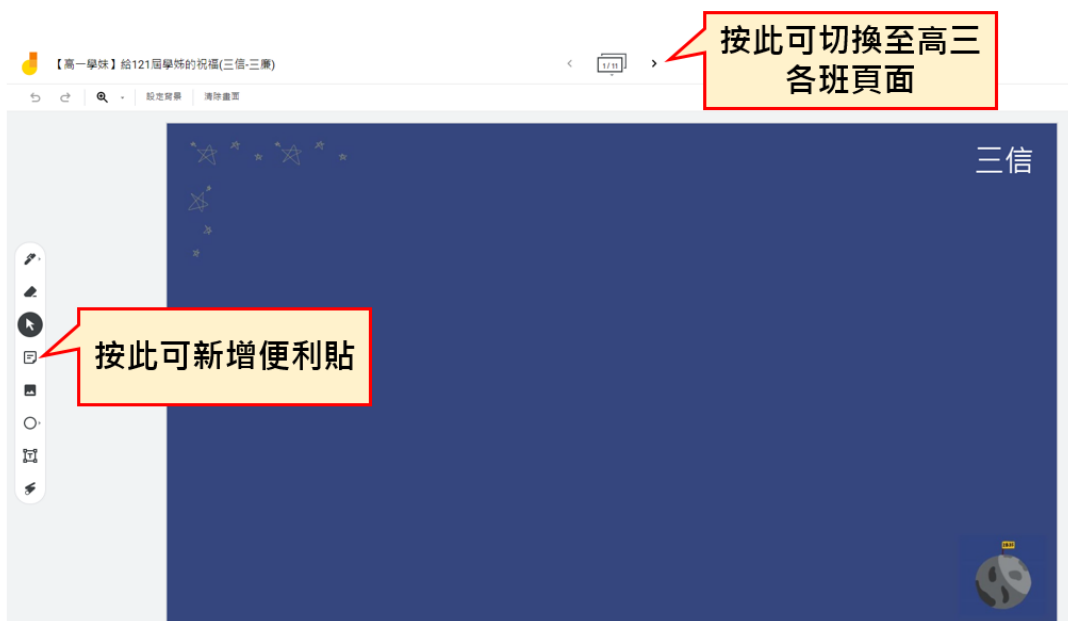 按此可切換至高三
各班頁面
【高一學妹】給121屆學姊的祝福(三信-三廉)
1/11
設定背景
清除畫面
三信
按此可新增便利貼
T